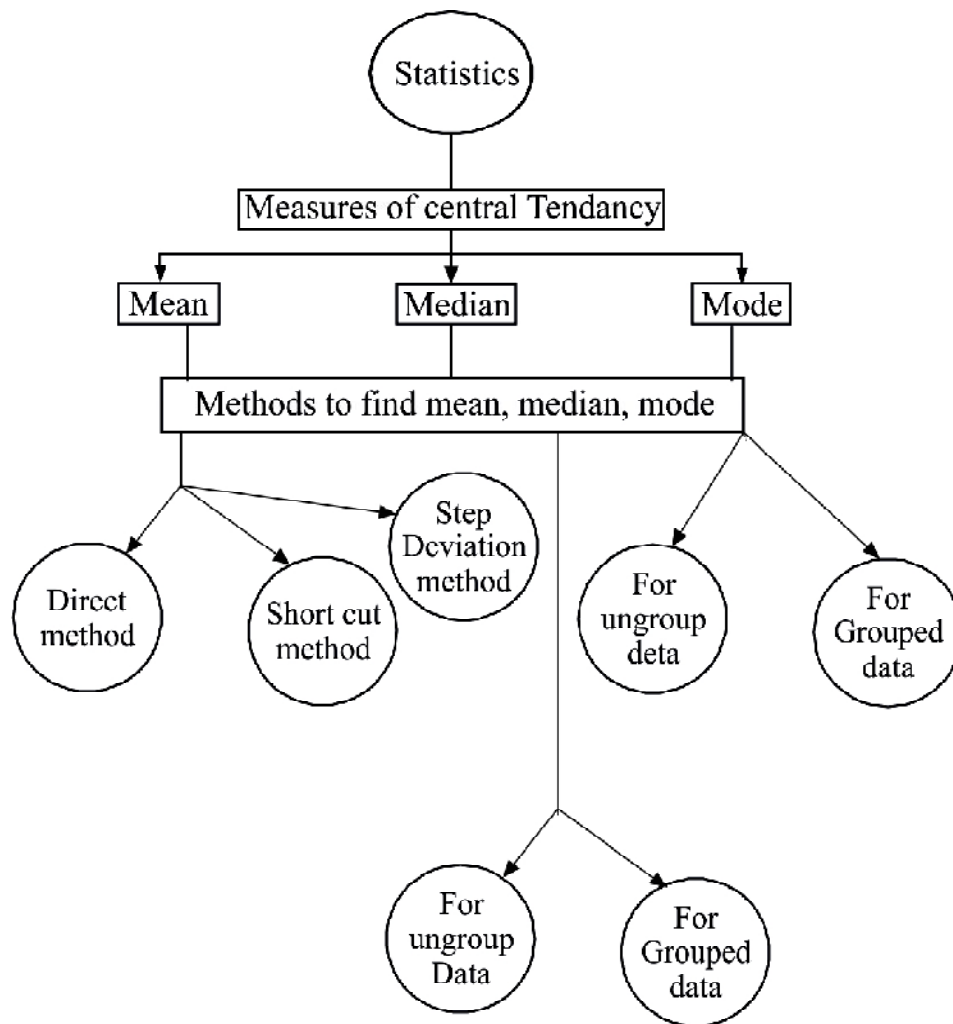 Statistics
Measures of central Tendancy
Mean
Median
Mode
Methods to find mean, median, mode
Direct
method
Short cut
method
Step
Deviation
method
For
ungroup
deta
For
Grouped
data
For
ungroup
Data
For
Grouped
data